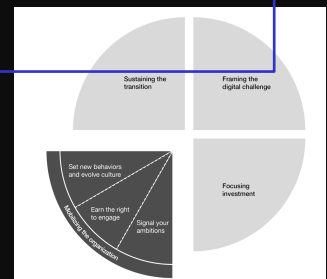 Sustaining the
transition
Framing the
digital challenge
Set new behaviors
and evolve culture
Earn the right
to engage
Signal your
ambitions
Mobilizing the organization
Focusing
investment